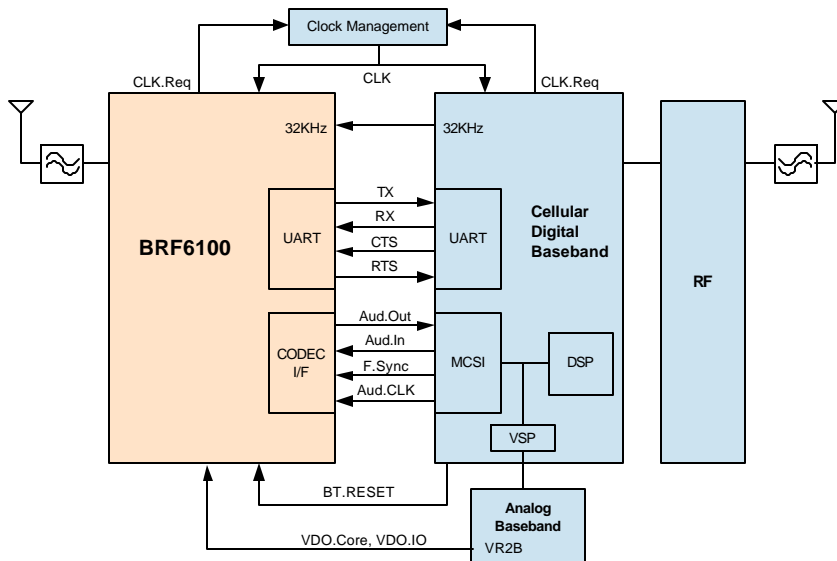 Clock Management
CLK.Req
CLK
CLK.Req
32KHz
32KHz
TX
RX
CTS
RTS
UART
UART
BRF6100
Cellular
Digital
Baseband
RF
Aud.Out
Aud.In
F.Sync
Aud.CLK
CODEC
I/F
MCSI
DSP
VSP
BT.RESET
Analog
Baseband
VDO.Core, VDO.IO
VR2B